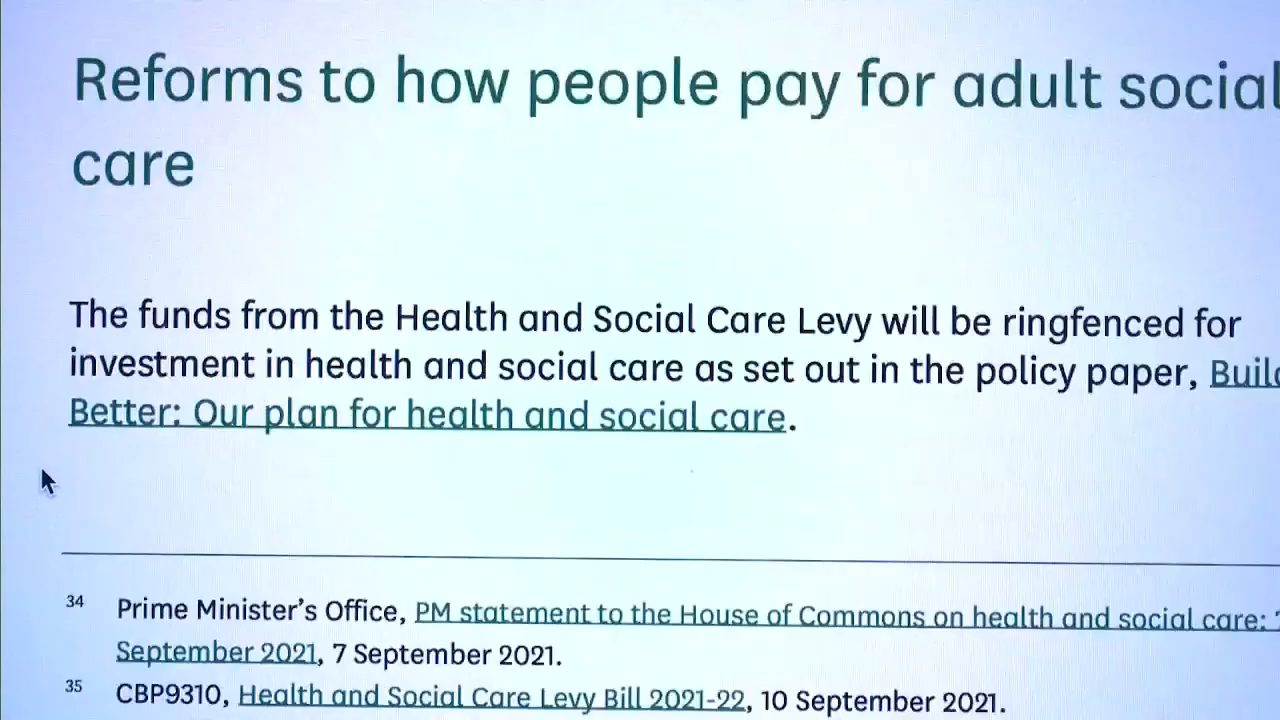 Reforms to how people pay for adult social
care
The funds from the Health and Social Care Levy will be ringfenced for
investment in health and social care as set out in the policy paper,
Better: Our plan for health and social care.
34 Prime Minister’s Office, PM statement to the House of Commons on health and social care:
September 2021, 7 September 2021.
35 CBP9310, Health and Social Care Levy Bill 2021-22, 10 September 2021.